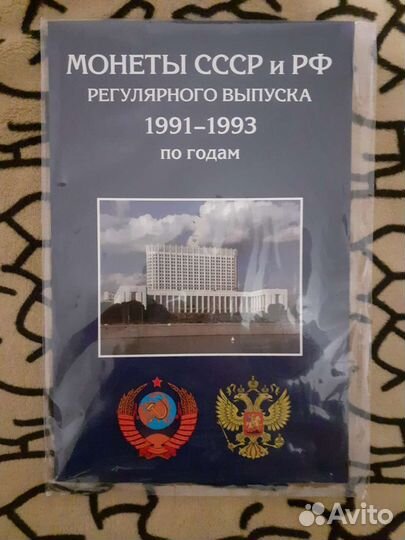 МОНЕТЫ СССР и РФ
РЕГУЛЯРНОГО ВЫПУСКА
1991-1993
по годам
Avito